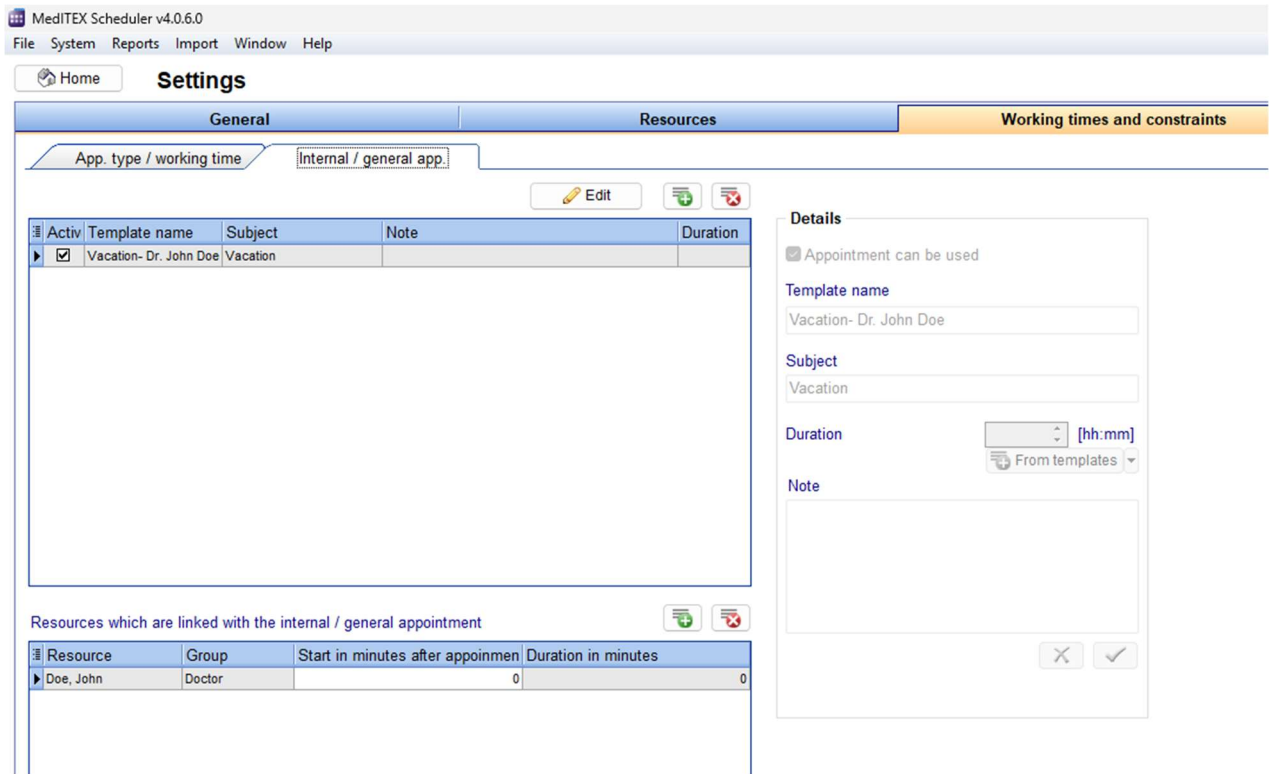 MedITEX Scheduler v4.0.6.0
File System Reports Import Window Help
Home Settings
General Resources Working times and constraints
App. type / working time Internal / general app.
Edit
Activ Template name Subject Note Duration
Vacation- Dr. John Doe Vacation
Details
Appointment can be used
Template name
Vacation- Dr. John Doe
Subject
Vacation
Duration [hh:mm]
From templates
Note
Resources which are linked with the internal / general appointment
Resource Group Start in minutes after appoinmen Duration in minutes
Doe, John Doctor 0 0